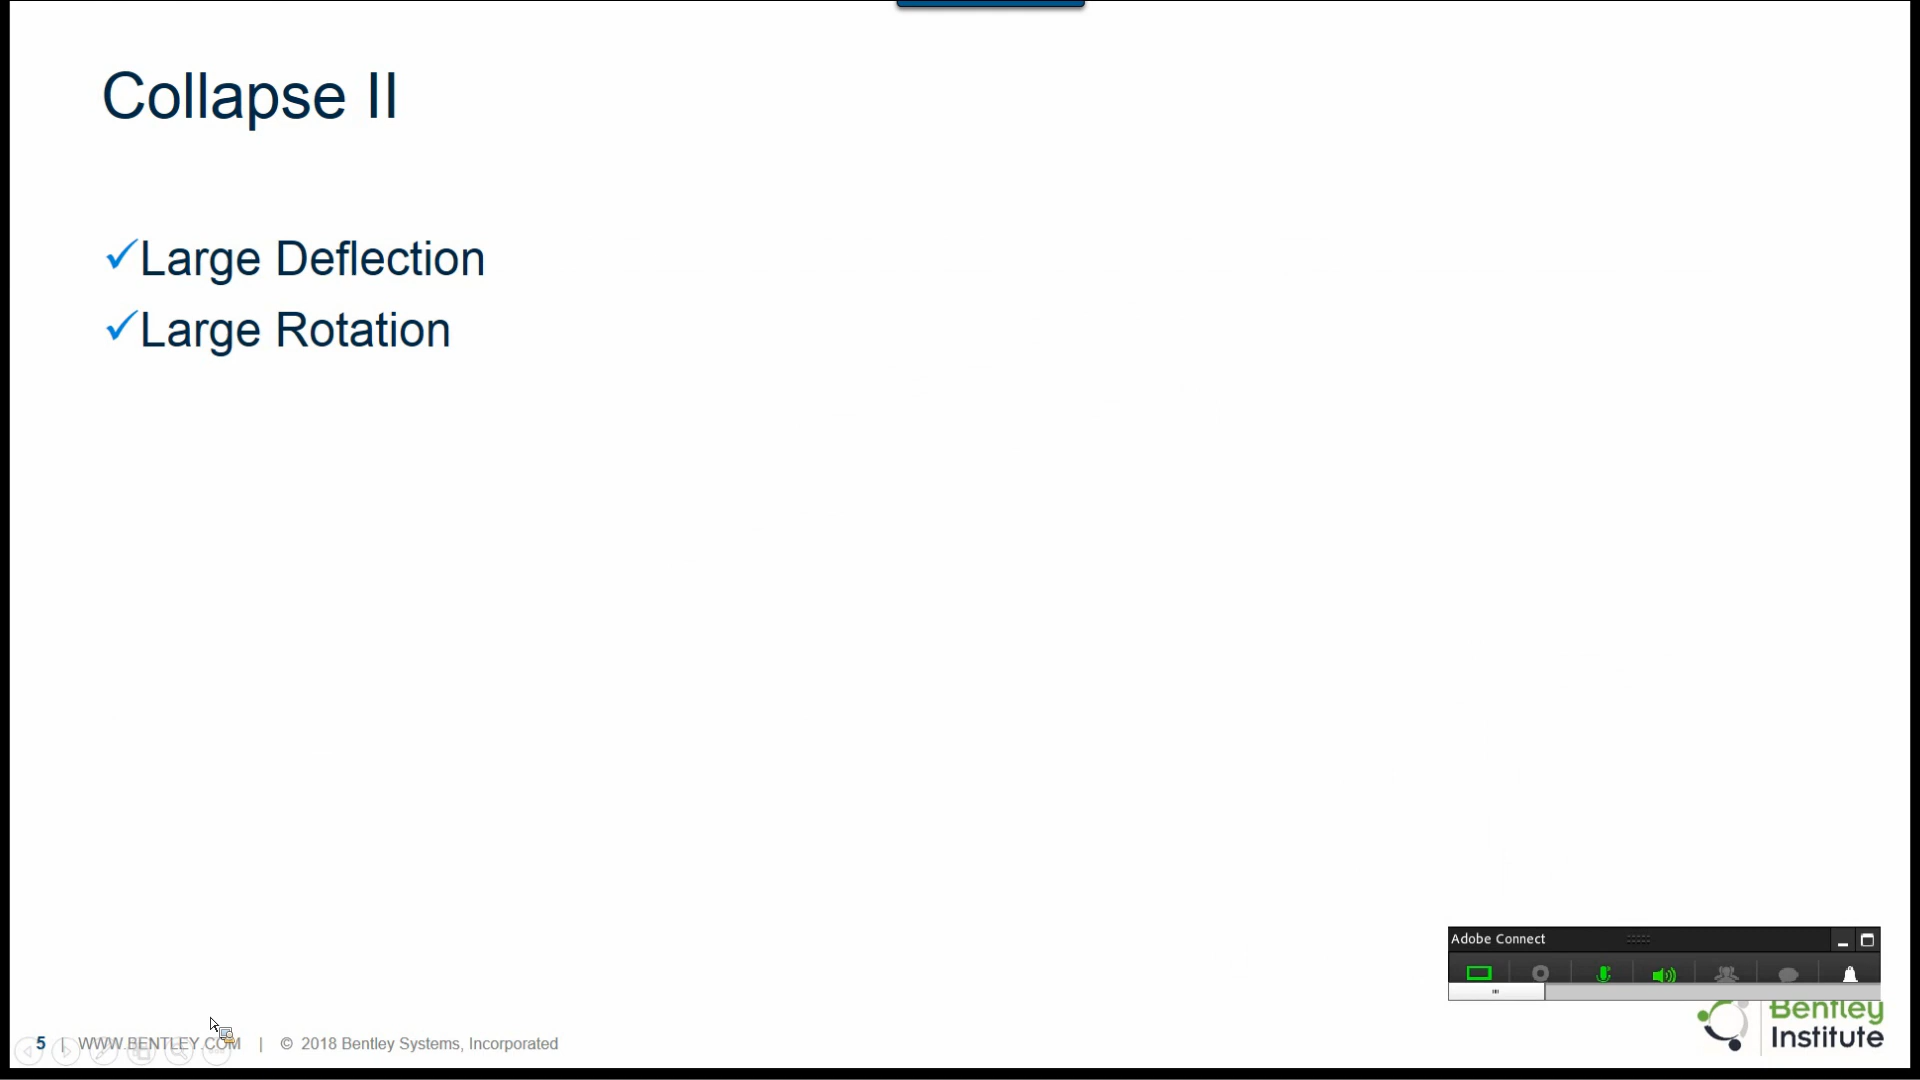 Collapse II
✓Large Deflection
✓Large Rotation
Adobe Connect
Bentley
Institute
5 | WWW.BENTLEY.COM | © 2018 Bentley Systems, Incorporated